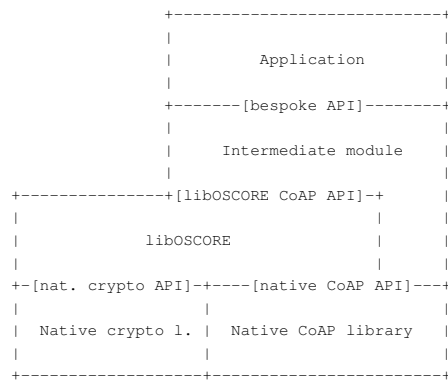 Application
[bespoke API]
Intermediate module
[libOSCORE CoAP API]
libOSCORE
[nat. crypto API] [native CoAP API]
Native crypto l. Native CoAP library